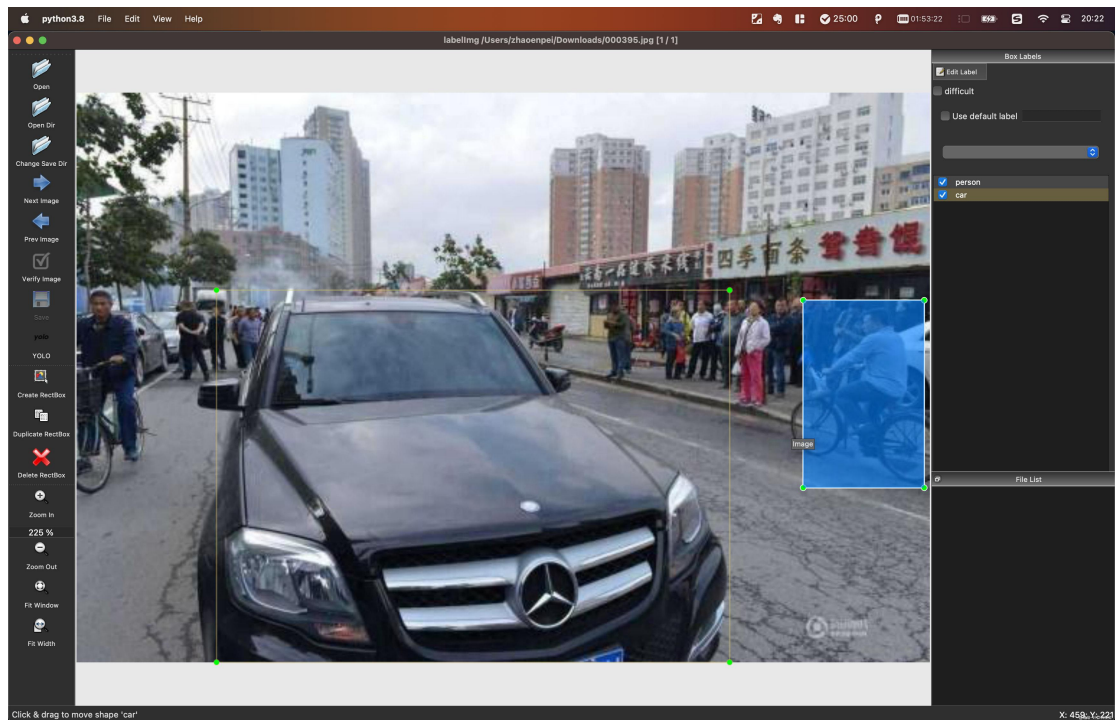 python3.8 File Edit View Help 25:00 01:53:22 20:22
labelImg /Users/zhaoenpei/Downloads/000395.jpg [1 / 1]
Open
Open Dir
Change Save Dir
Next Image
Prev Image
Verify Image
Save
yolo
YOLO
Create RectBox
Duplicate RectBox
Delete RectBox
Zoom In
225 %
Zoom Out
Fit Window
Fit Width
四季面条
Image
Box Labels
Edit Label
difficult
Use default label
person
car
File List
Click & drag to move shape 'car'
X: 459; Y: 221